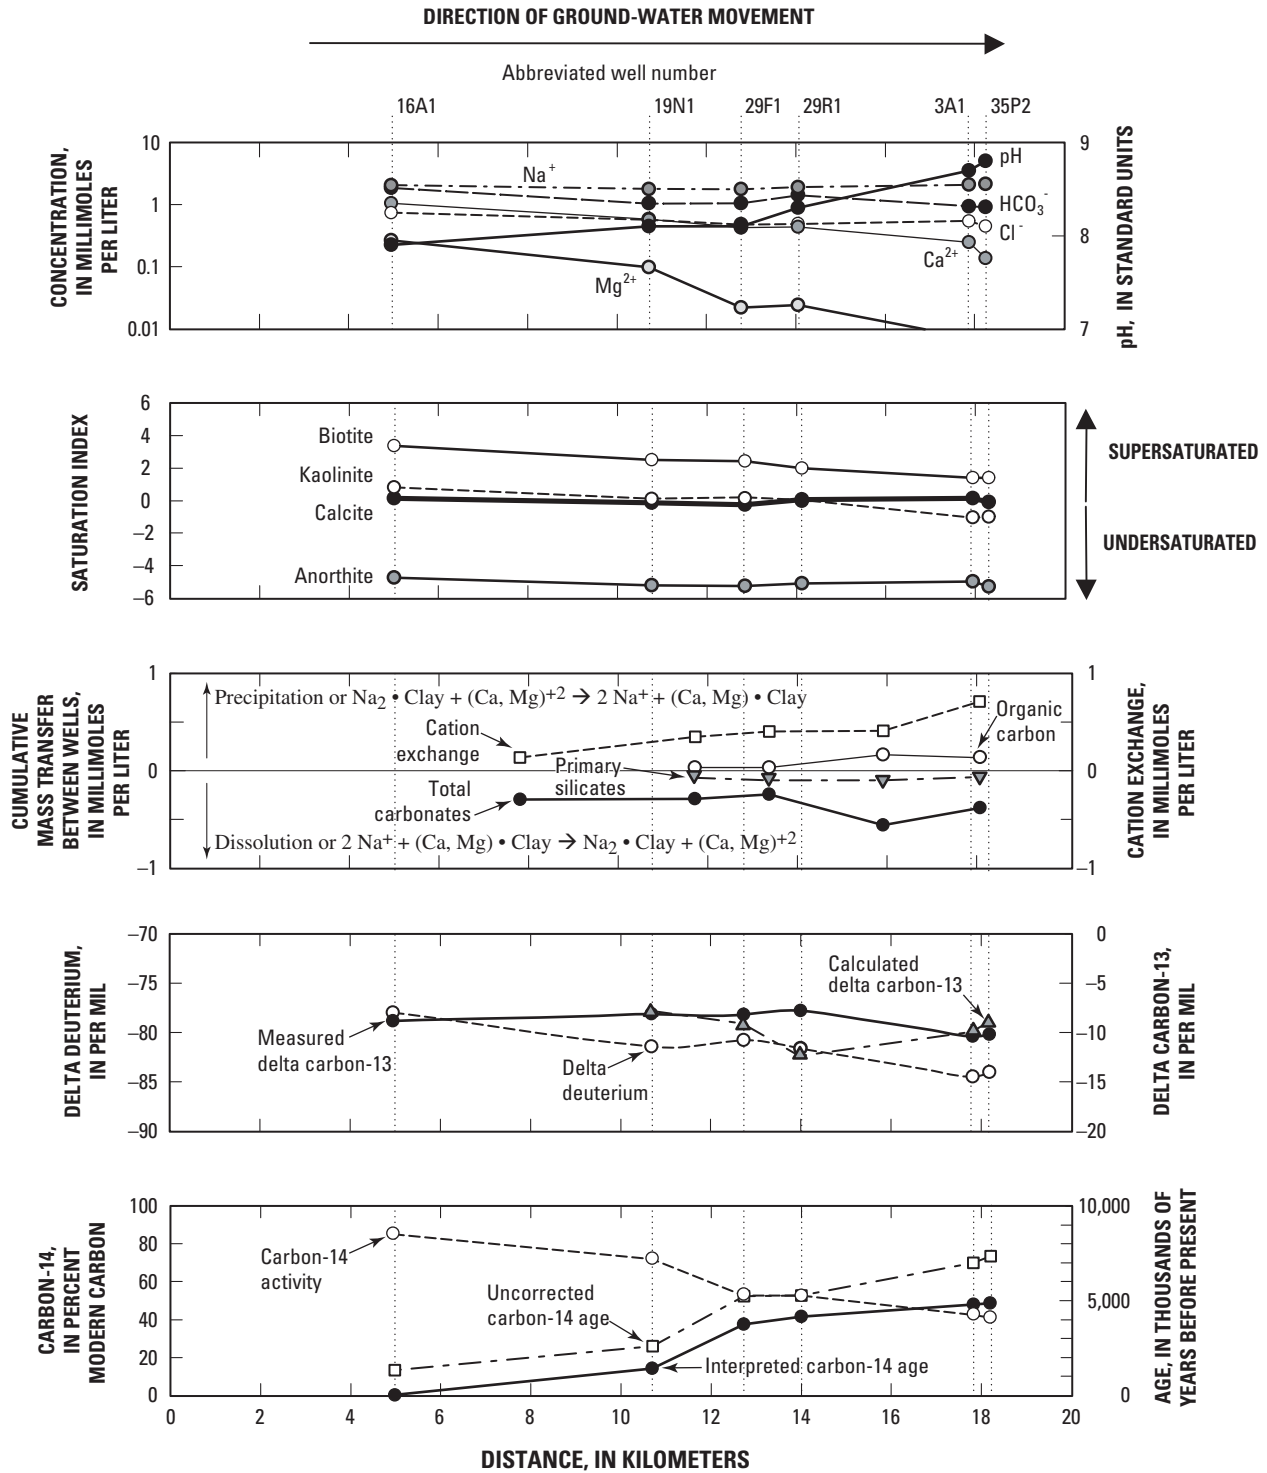 DIRECTION OF GROUND-WATER MOVEMENT
Abbreviated well number
16A1 19N1 29F1 29R1 3A1 35P2
CONCENTRATION,
IN MILLIMOLES
PER LITER
10
1
0.1
0.01
Na+
Mg2+
pH
HCO3-
Cl-
Ca2+
9
8
7
pH, IN STANDARD UNITS
SATURATION INDEX
6
4
2
0
–2
–4
–6
Biotite
Kaolinite
Calcite
Anorthite
SUPERSATURATED
UNDERSATURATED
CUMULATIVE
MASS TRANSFER
BETWEEN WELLS,
IN MILLIMOLES
PER LITER
1
0
–1
Precipitation or Na2 • Clay + (Ca, Mg)+2 → 2 Na+ + (Ca, Mg) • Clay
Cation
exchange
Organic
carbon
Primary
silicates
Total
carbonates
Dissolution or 2 Na+ + (Ca, Mg) • Clay → Na2 • Clay + (Ca, Mg)+2
1
0
–1
CATION EXCHANGE,
IN MILLIMOLES
PER LITER
DELTA DEUTERIUM,
IN PER MIL
–70
–75
–80
–85
–90
Measured
delta carbon-13
Delta
deuterium
Calculated
delta carbon-13
0
–5
–10
–15
–20
DELTA CARBON-13,
IN PER MIL
CARBON-14,
IN PERCENT
MODERN CARBON
100
80
60
40
20
0
Carbon-14
activity
Uncorrected
carbon-14 age
Interpreted carbon-14 age
10,000
5,000
0
AGE, IN THOUSANDS OF
YEARS BEFORE PRESENT
0 2 4 6 8 10 12 14 16 18 20
DISTANCE, IN KILOMETERS